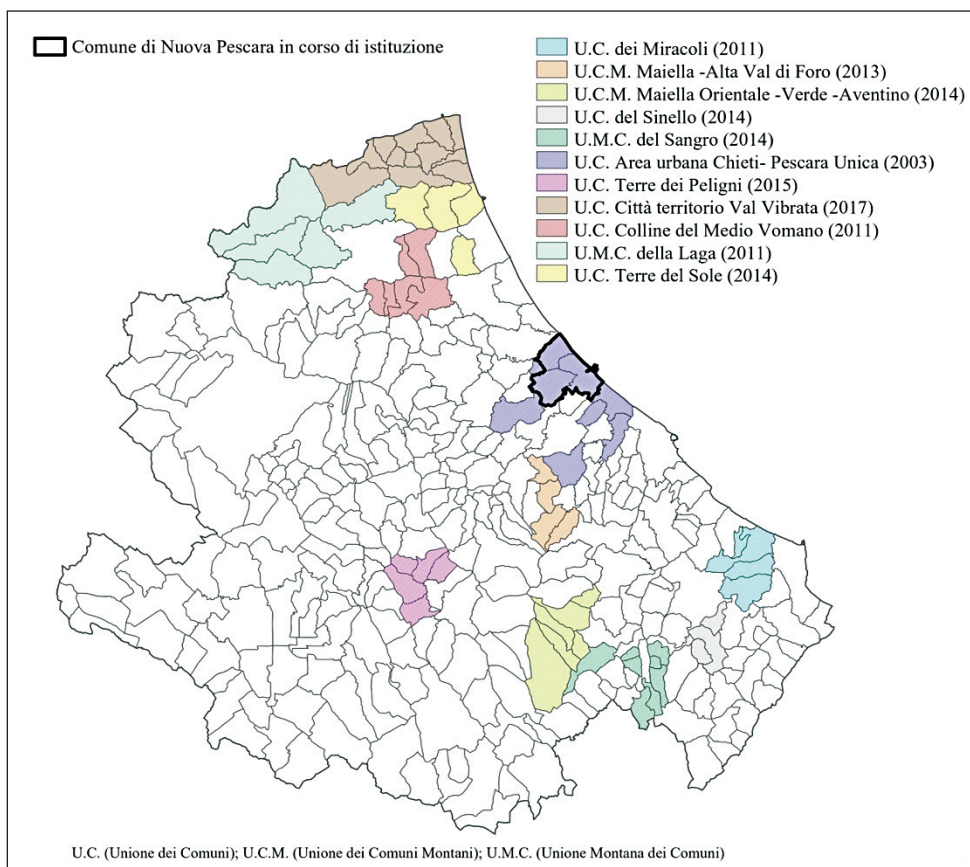 Comune di Nuova Pescara in corso di istituzione
U.C. dei Miracoli (2011)
U.C.M. Maiella -Alta Val di Foro (2013)
U.C.M. Maiella Orientale -Verde -Aventino (2014)
U.C. del Sinello (2014)
U.M.C. del Sangro (2014)
U.C. Area urbana Chieti- Pescara Unica (2003)
U.C. Terre dei Peligni (2015)
U.C. Città territorio Val Vibrata (2017)
U.C. Colline del Medio Vomano (2011)
U.M.C. della Laga (2011)
U.C. Terre del Sole (2014)
U.C. (Unione dei Comuni); U.C.M. (Unione dei Comuni Montani); U.M.C. (Unione Montana dei Comuni)